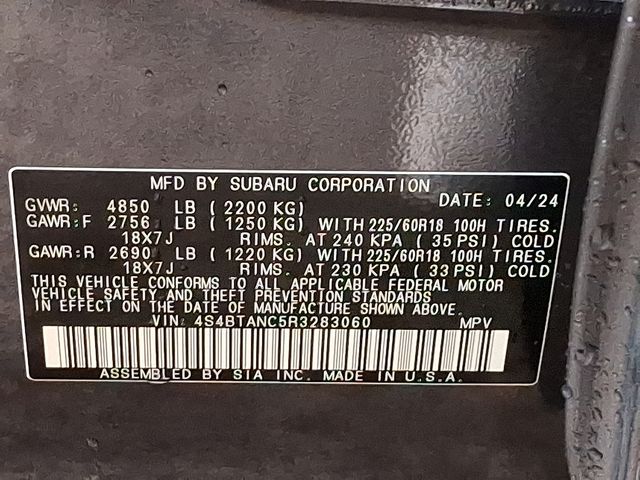 MFD BY SUBARU CORPORATION
GVWR: 4850 LB ( 2200 KG) DATE: 04/24
GAWR:F 2756 LB ( 1250 KG) WITH 225/60R18 100H TIRES.
18X7J RIMS. AT 240 KPA ( 35 PSI) COLD
GAWR:R 2690 LB ( 1220 KG) WITH 225/60R18 100H TIRES.
18X7J RIMS. AT 230 KPA ( 33 PSI) COLD
THIS VEHICLE CONFORMS TO ALL APPLICABLE FEDERAL MOTOR
VEHICLE SAFETY AND THEFT PREVENTION STANDARDS
IN EFFECT ON THE DATE OF MANUFACTURE SHOWN ABOVE.
VIN: 4S4BTANC5R3283060 MPV
ASSEMBLED BY SIA INC. MADE IN U.S.A.